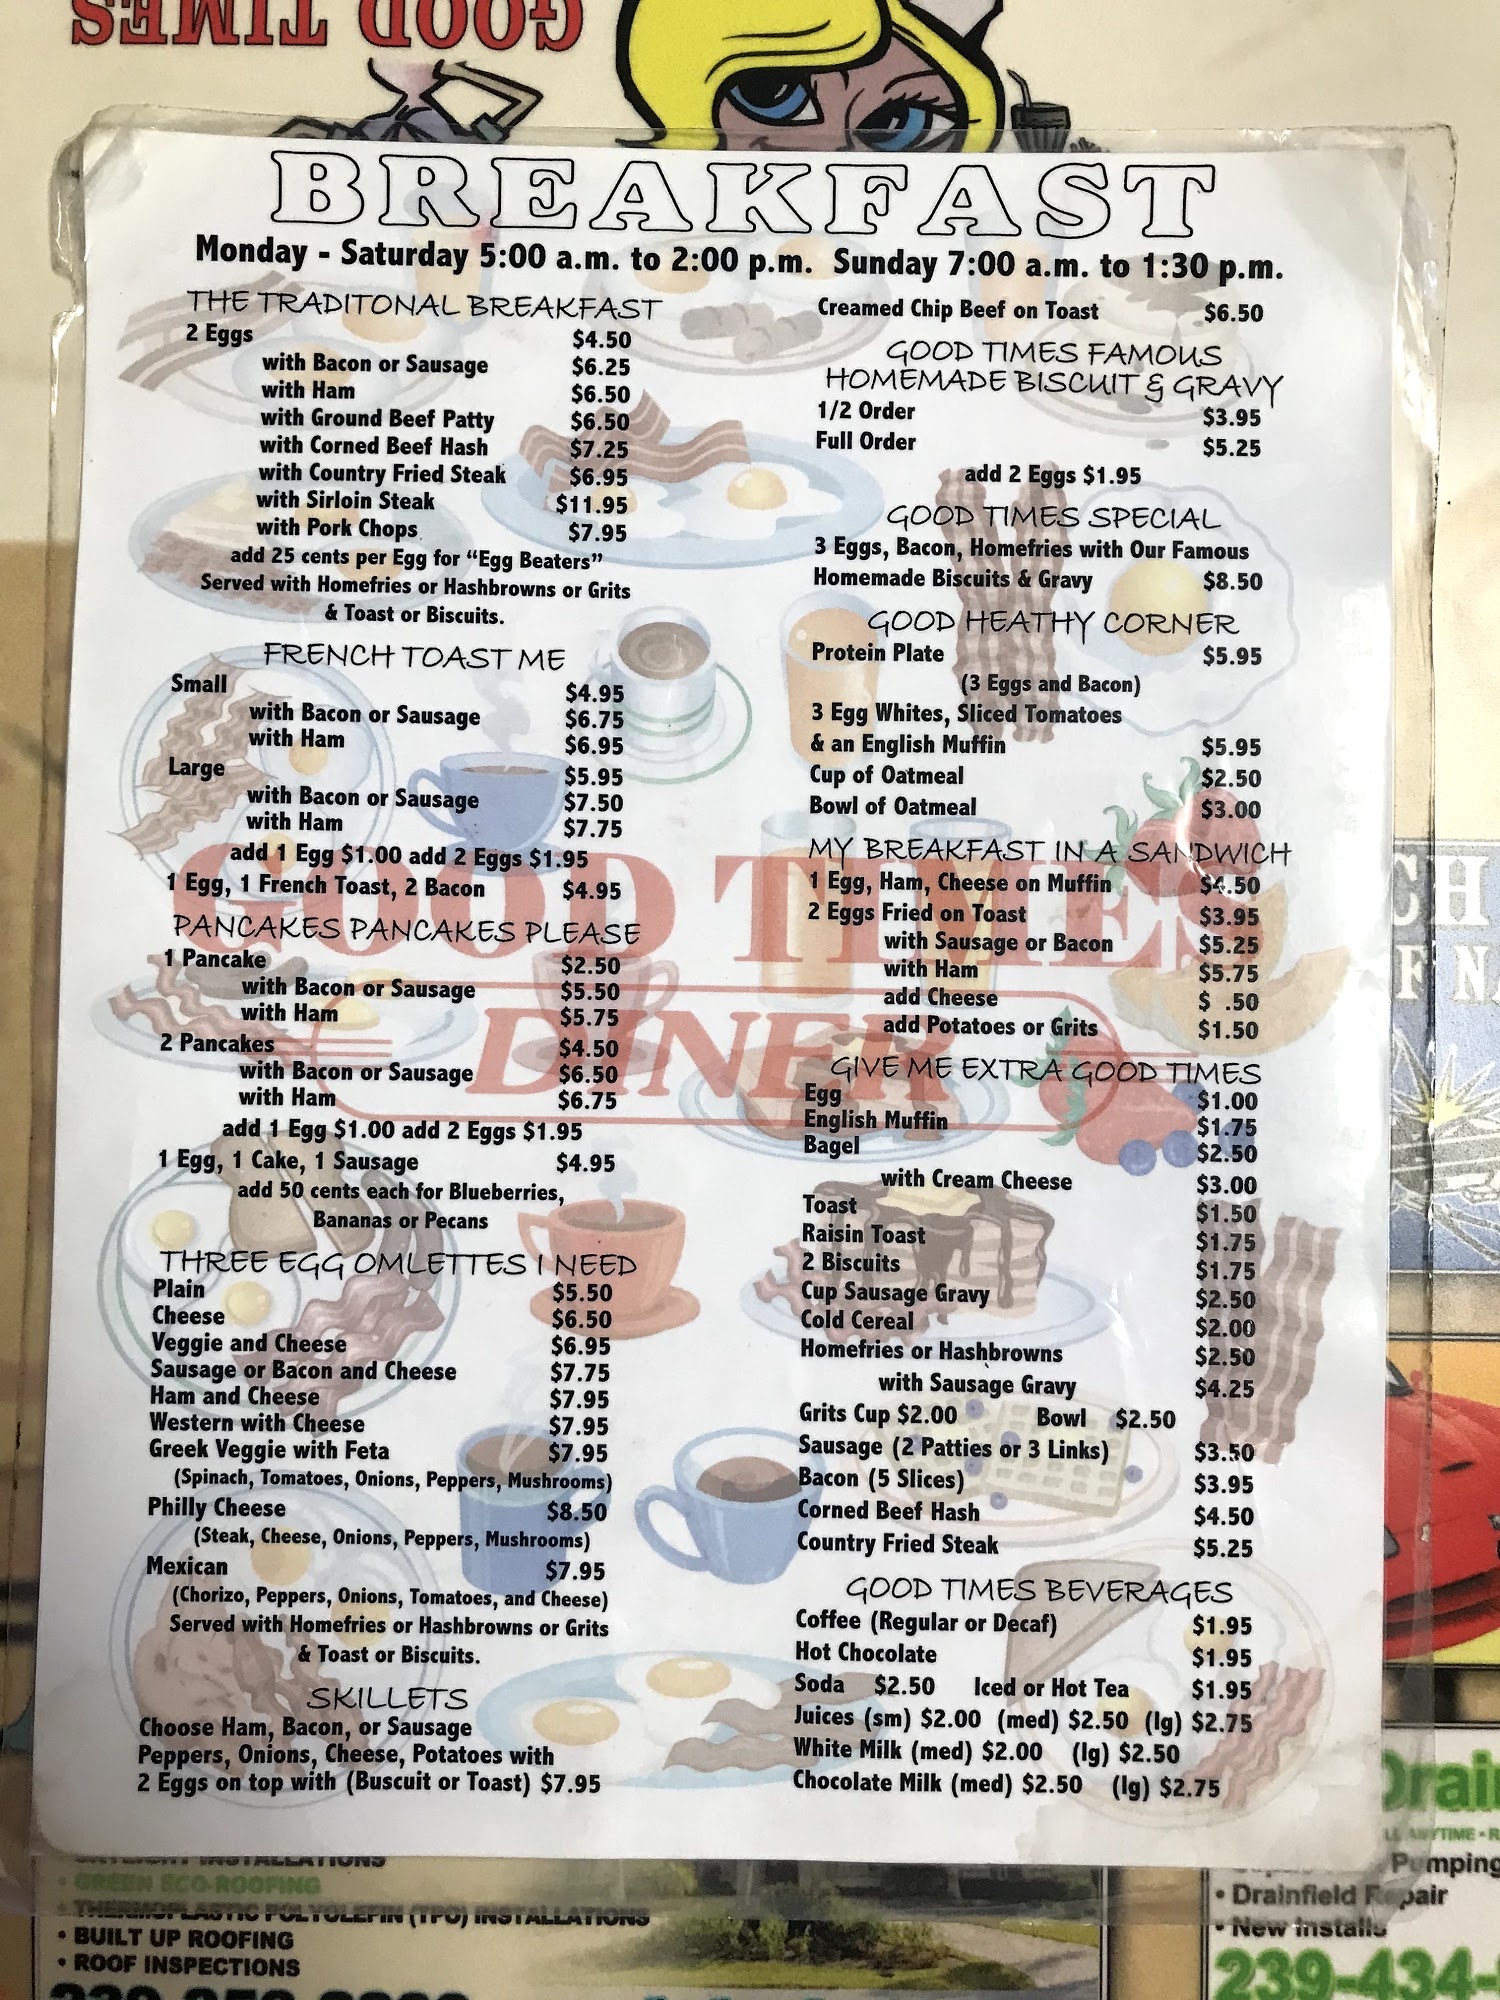 GOOD TIMES
BREAKFAST
Monday - Saturday 5:00 a.m. to 2:00 p.m. Sunday 7:00 a.m. to 1:30 p.m.
THE TRADITONAL BREAKFAST
2 Eggs $4.50
with Bacon or Sausage $6.25
with Ham $6.50
with Ground Beef Patty $6.50
with Corned Beef Hash $7.25
with Country Fried Steak $6.95
with Sirloin Steak $11.95
with Pork Chops $7.95
add 25 cents per Egg for "Egg Beaters"
Served with Homefries or Hashbrowns or Grits
& Toast or Biscuits.
FRENCH TOAST ME
Small $4.95
with Bacon or Sausage $6.75
with Ham $6.95
Large $5.95
with Bacon or Sausage $7.50
with Ham $7.75
add 1 Egg $1.00 add 2 Eggs $1.95
1 Egg, 1 French Toast, 2 Bacon $4.95
PANCAKES PANCAKES PLEASE
1 Pancake $2.50
with Bacon or Sausage $5.50
with Ham $5.75
2 Pancakes $4.50
with Bacon or Sausage $6.50
with Ham $6.75
add 1 Egg $1.00 add 2 Eggs $1.95
1 Egg, 1 Cake, 1 Sausage $4.95
add 50 cents each for Blueberries,
Bananas or Pecans
THREE EGG OMLETTES I NEED
Plain $5.50
Cheese $6.50
Veggie and Cheese $6.95
Sausage or Bacon and Cheese $7.75
Ham and Cheese $7.95
Western with Cheese $7.95
Greek Veggie with Feta $7.95
(Spinach, Tomatoes, Onions, Peppers, Mushrooms)
Philly Cheese $8.50
(Steak, Cheese, Onions, Peppers, Mushrooms)
Mexican $7.95
(Chorizo, Peppers, Onions, Tomatoes, and Cheese)
Served with Homefries or Hashbrowns or Grits
& Toast or Biscuits.
SKILLETS
Choose Ham, Bacon, or Sausage
Peppers, Onions, Cheese, Potatoes with
2 Eggs on top with (Buscuit or Toast) $7.95
Creamed Chip Beef on Toast $6.50
GOOD TIMES FAMOUS
HOMEMADE BISCUIT & GRAVY
1/2 Order $3.95
Full Order $5.25
add 2 Eggs $1.95
GOOD TIMES SPECIAL
3 Eggs, Bacon, Homefries with Our Famous
Homemade Biscuits & Gravy $8.50
GOOD HEATHY CORNER
Protein Plate $5.95
(3 Eggs and Bacon)
3 Egg Whites, Sliced Tomatoes
& an English Muffin $5.95
Cup of Oatmeal $2.50
Bowl of Oatmeal $3.00
MY BREAKFAST IN A SANDWICH
1 Egg, Ham, Cheese on Muffin $4.50
2 Eggs Fried on Toast $3.95
with Sausage or Bacon $5.25
with Ham $5.75
add Cheese $ .50
add Potatoes or Grits $1.50
GIVE ME EXTRA GOOD TIMES
Egg $1.00
English Muffin $1.75
Bagel $2.50
with Cream Cheese $3.00
Toast $1.50
Raisin Toast $1.75
2 Biscuits $1.75
Cup Sausage Gravy $2.50
Cold Cereal $2.00
Homefries or Hashbrowns $2.50
with Sausage Gravy $4.25
Grits Cup $2.00 Bowl $2.50
Sausage (2 Patties or 3 Links) $3.50
Bacon (5 Slices) $3.95
Corned Beef Hash $4.50
Country Fried Steak $5.25
GOOD TIMES BEVERAGES
Coffee (Regular or Decaf) $1.95
Hot Chocolate $1.95
Soda $2.50 Iced or Hot Tea $1.95
Juices (sm) $2.00 (med) $2.50 (lg) $2.75
White Milk (med) $2.00 (lg) $2.50
Chocolate Milk (med) $2.50 (lg) $2.75
GOOD TIMES
DINER
CH
F NA
• GREEN ECO-ROOFING
• THERMOPLASTIC POLYOLEFIN (TPO) INSTALLATIONS
• BUILT UP ROOFING
• ROOF INSPECTIONS
Drain
Pumping
• Drainfield Repair
• New Installs
239-434-